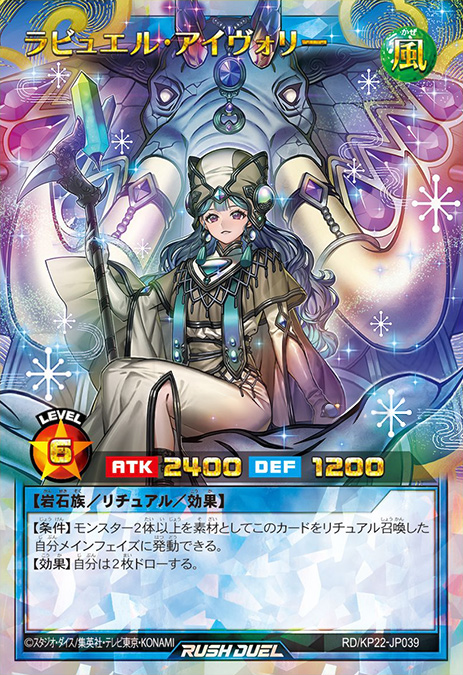 ラビュエル・アイヴォリー
かぜ
風
LEVEL
6
ATK 2400 DEF 1200
【岩石族／リチュアル／効果】
【条件】モンスター2体以上を素材としてこのカードをリチュアル召喚した
自分メインフェイズに発動できる。
【効果】自分は2枚ドローする。
©スタジオ・ダイス/集英社・テレビ東京・KONAMI
RUSH DUEL
RD/KP22-JP039